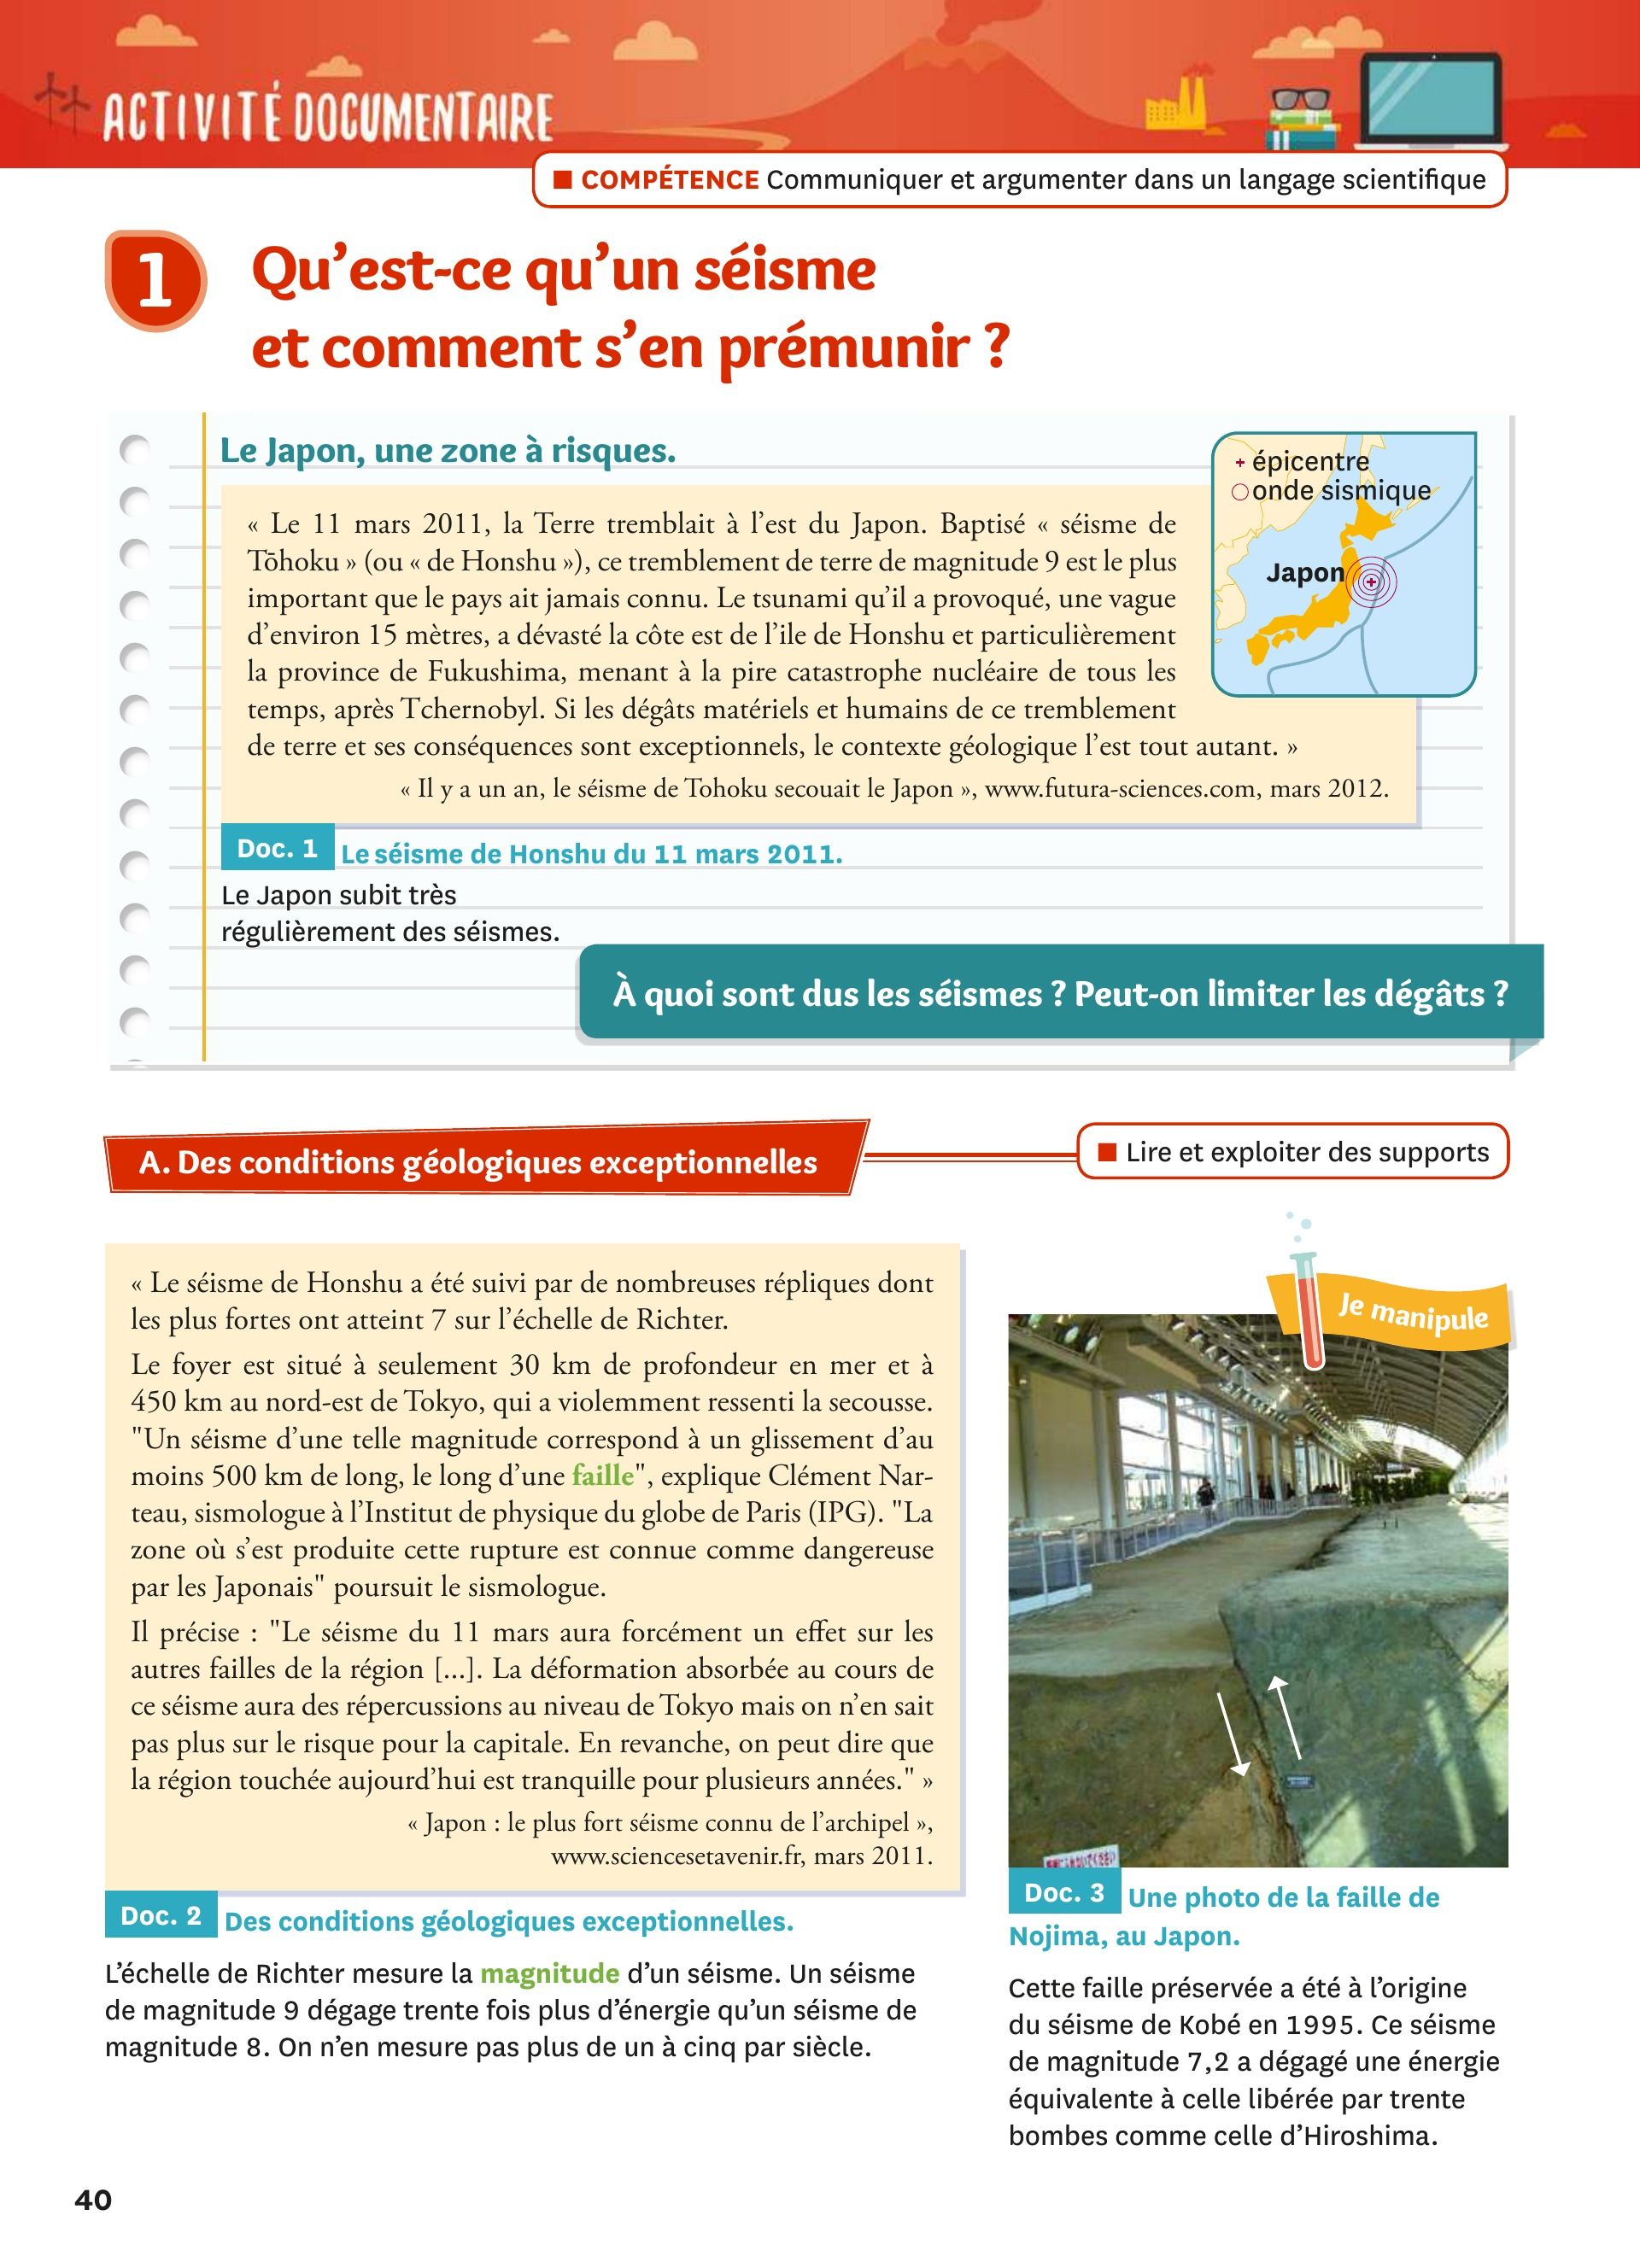 ACTIVITÉ DOCUMENTAIRE
■ COMPÉTENCE Communiquer et argumenter dans un langage scientifique
1
Qu’est-ce qu’un séisme
et comment s’en prémunir ?
Le Japon, une zone à risques.
+ épicentre
onde sismique
Japon
« Le 11 mars 2011, la Terre tremblait à l’est du Japon. Baptisé « séisme de
Tōhoku » (ou « de Honshu »), ce tremblement de terre de magnitude 9 est le plus
important que le pays ait jamais connu. Le tsunami qu’il a provoqué, une vague
d’environ 15 mètres, a dévasté la côte est de l’ile de Honshu et particulièrement
la province de Fukushima, menant à la pire catastrophe nucléaire de tous les
temps, après Tchernobyl. Si les dégâts matériels et humains de ce tremblement
de terre et ses conséquences sont exceptionnels, le contexte géologique l’est tout autant. »
« Il y a un an, le séisme de Tohoku secouait le Japon », www.futura-sciences.com, mars 2012.
Doc. 1 Le séisme de Honshu du 11 mars 2011.
Le Japon subit très
régulièrement des séismes.
À quoi sont dus les séismes ? Peut-on limiter les dégâts ?
A. Des conditions géologiques exceptionnelles
■ Lire et exploiter des supports
« Le séisme de Honshu a été suivi par de nombreuses répliques dont
les plus fortes ont atteint 7 sur l’échelle de Richter.
Le foyer est situé à seulement 30 km de profondeur en mer et à
450 km au nord-est de Tokyo, qui a violemment ressenti la secousse.
"Un séisme d’une telle magnitude correspond à un glissement d’au
moins 500 km de long, le long d’une faille", explique Clément Nar-
teau, sismologue à l’Institut de physique du globe de Paris (IPG). "La
zone où s’est produite cette rupture est connue comme dangereuse
par les Japonais" poursuit le sismologue.
Il précise : "Le séisme du 11 mars aura forcément un effet sur les
autres failles de la région [...]. La déformation absorbée au cours de
ce séisme aura des répercussions au niveau de Tokyo mais on n’en sait
pas plus sur le risque pour la capitale. En revanche, on peut dire que
la région touchée aujourd’hui est tranquille pour plusieurs années." »
« Japon : le plus fort séisme connu de l’archipel »,
www.sciencesetavenir.fr, mars 2011.
Doc. 2 Des conditions géologiques exceptionnelles.
L’échelle de Richter mesure la magnitude d’un séisme. Un séisme
de magnitude 9 dégage trente fois plus d’énergie qu’un séisme de
magnitude 8. On n’en mesure pas plus de un à cinq par siècle.
Je manipule
Doc. 3 Une photo de la faille de
Nojima, au Japon.
Cette faille préservée a été à l’origine
du séisme de Kobé en 1995. Ce séisme
de magnitude 7,2 a dégagé une énergie
équivalente à celle libérée par trente
bombes comme celle d’Hiroshima.
40